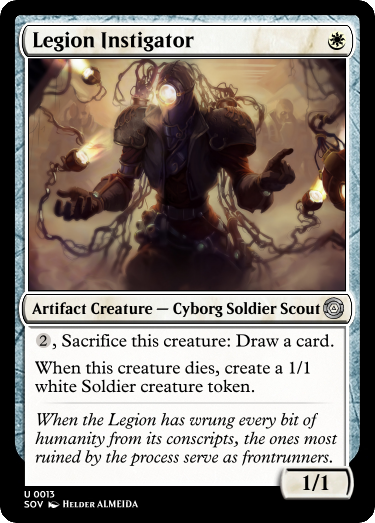 Legion Instigator
Artifact Creature — Cyborg Soldier Scout
2, Sacrifice this creature: Draw a card.
When this creature dies, create a 1/1
white Soldier creature token.
When the Legion has wrung every bit of
humanity from its conscripts, the ones most
ruined by the process serve as frontrunners.
1/1
U 0013
SOV Helder ALMEIDA